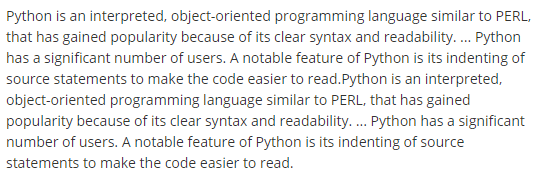 Python is an interpreted, object-oriented programming language similar to PERL,
that has gained popularity because of its clear syntax and readability. ... Python
has a significant number of users. A notable feature of Python is its indenting of
source statements to make the code easier to read.Python is an interpreted,
object-oriented programming language similar to PERL, that has gained
popularity because of its clear syntax and readability. ... Python has a significant
number of users. A notable feature of Python is its indenting of source
statements to make the code easier to read.